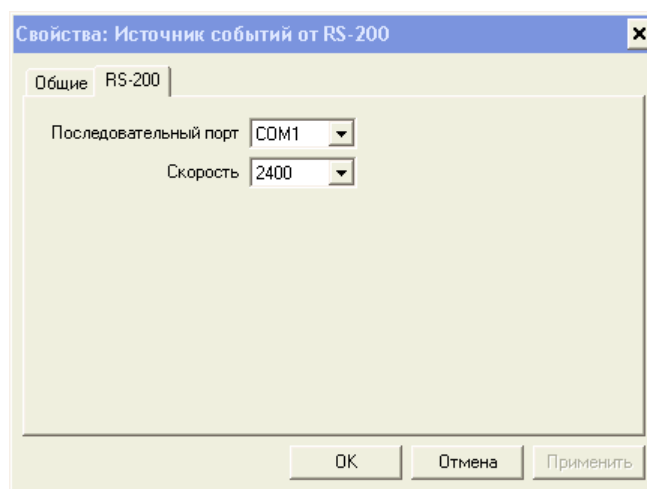 Свойства: Источник событий от RS-200
Общие RS-200
Последовательный порт COM1
Скорость 2400
OK Отмена Применить